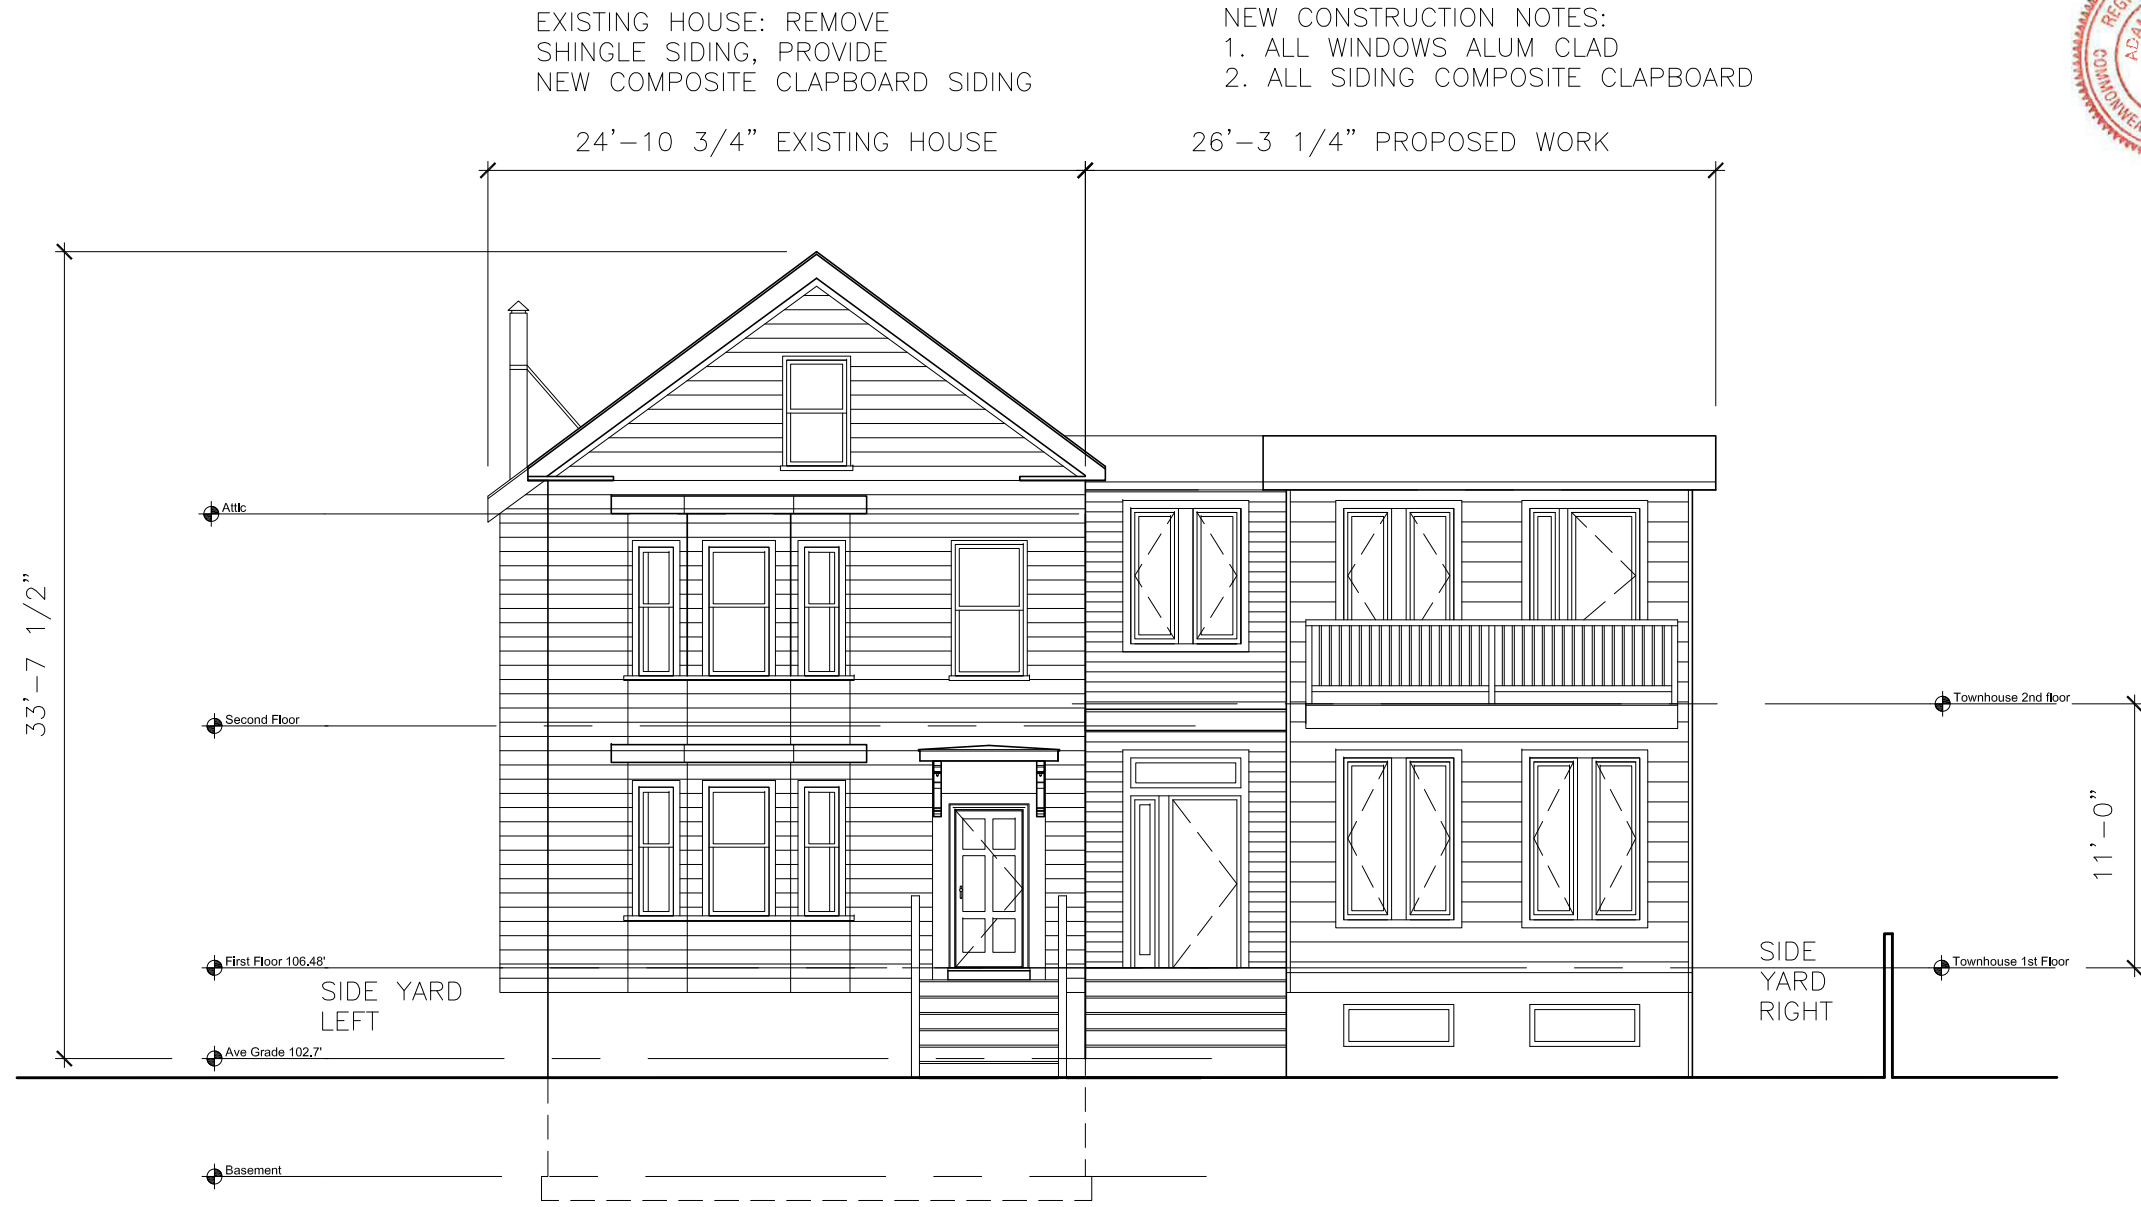 EXISTING HOUSE: REMOVE
SHINGLE SIDING, PROVIDE
NEW COMPOSITE CLAPBOARD SIDING
NEW CONSTRUCTION NOTES:
1. ALL WINDOWS ALUM CLAD
2. ALL SIDING COMPOSITE CLAPBOARD
24'-10 3/4" EXISTING HOUSE
26'-3 1/4" PROPOSED WORK
33'-7 1/2"
Attic
Second Floor
First Floor 106.48'
SIDE YARD
LEFT
Ave Grade 102.7'
Basement
Townhouse 2nd floor
11'-0"
Townhouse 1st Floor
SIDE
YARD
RIGHT